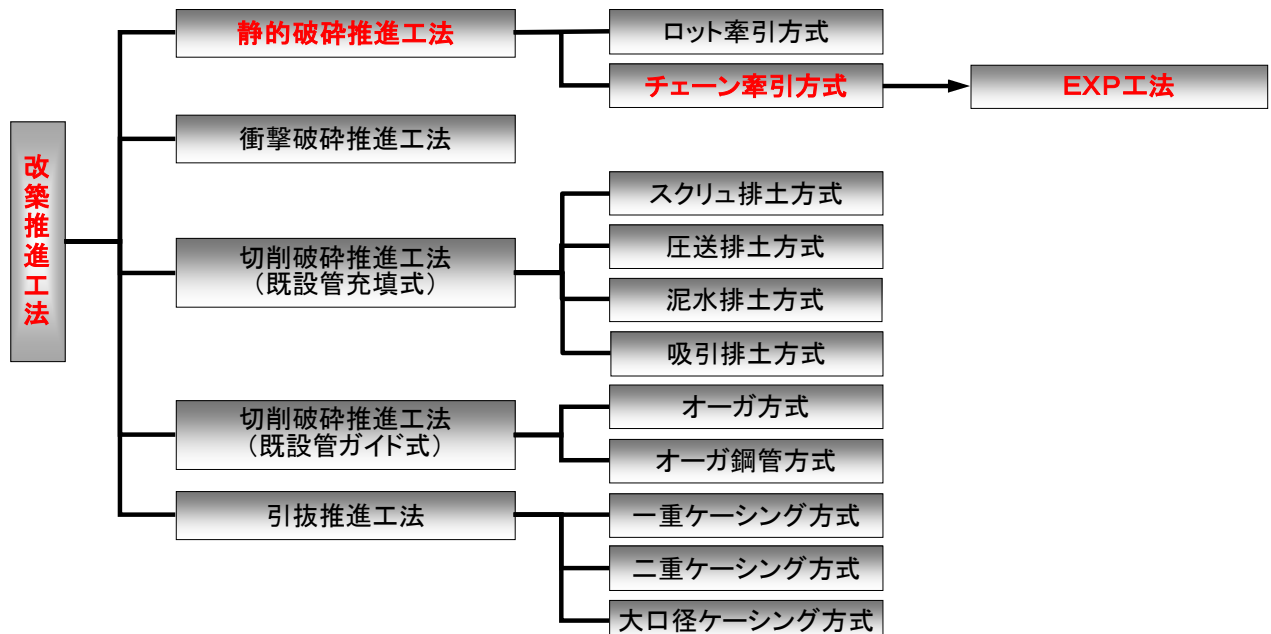 改築推進工法
静的破砕推進工法
ロット牽引方式
チェーン牽引方式
EXP工法
衝撃破砕推進工法
切削破砕推進工法
(既設管充填式)
スクリュ排土方式
圧送排土方式
泥水排土方式
吸引排土方式
切削破砕推進工法
(既設管ガイド式)
オーガ方式
オーガ鋼管方式
引抜推進工法
一重ケーシング方式
二重ケーシング方式
大口径ケーシング方式